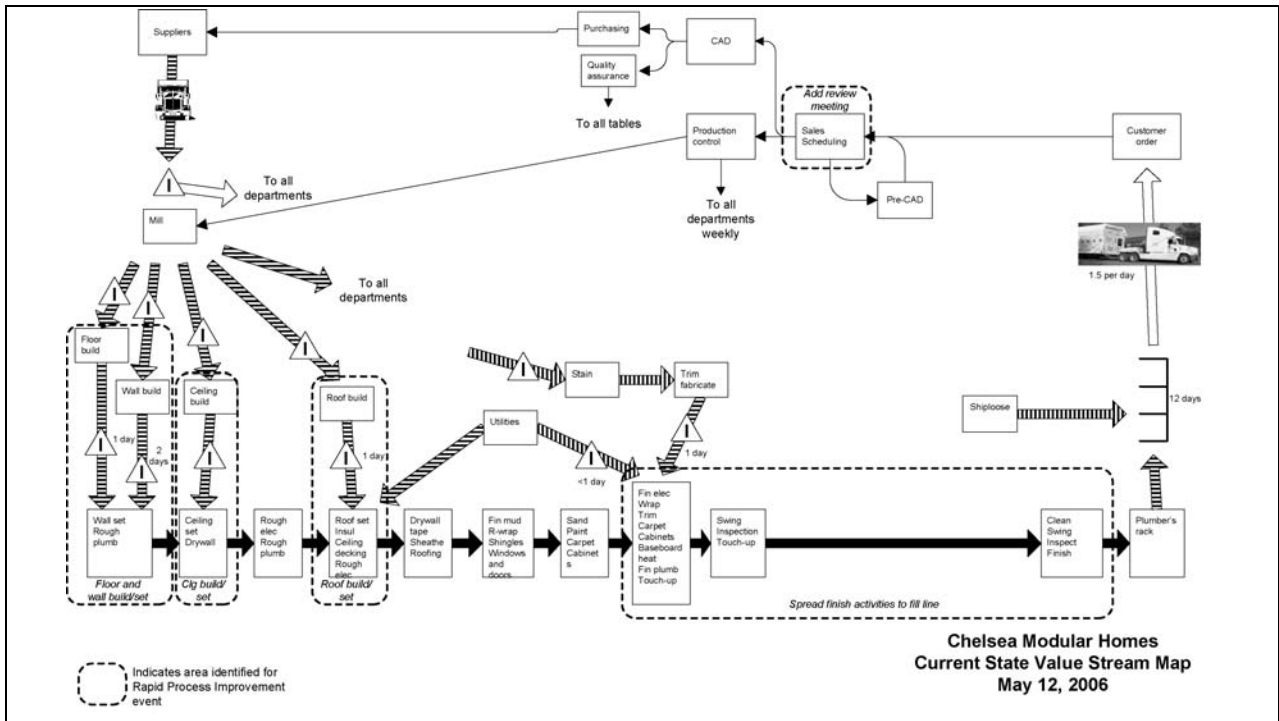 Suppliers
Purchasing
CAD
Quality
assurance
To all tables
Add review
meeting
Production
control
Sales
Scheduling
Customer
order
To all
departments
Mill
To all
departments
weekly
Pre-CAD
1.5 per day
To all
departments
I
I
I
I
I
Floor
build
Wall build
Ceiling
build
Roof build
I
Stain
Trim
fabricate
Utilities
Shiploose
12 days
I
1 day
I
2
days
I
I
1 day
I
<1 day
I
1 day
Wall set
Rough
plumb
Ceiling
set
Drywall
Rough
elec
Rough
plumb
Roof set
Insul
Ceiling
decking
Rough
elec
Drywall
tape
Sheathe
Roofing
Fin mud
R-wrap
Shingles
Windows
and
doors
Sand
Paint
Carpet
Cabinet
s
Fin elec
Wrap
Trim
Carpet
Cabinets
Baseboard
heat
Fin plumb
Touch-up
Swing
Inspection
Touch-up
Clean
Swing
Inspect
Finish
Plumber's
rack
Floor and
wall build/set
Clg build/
set
Roof build/
set
Spread finish activities to fill line
Chelsea Modular Homes
Current State Value Stream Map
May 12, 2006
Indicates area identified for
Rapid Process Improvement
event